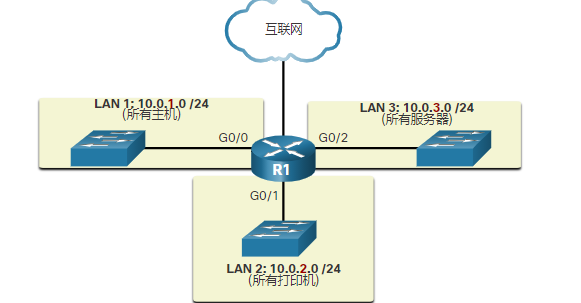 互联网
LAN 1: 10.0.1.0 /24
(所有主机)
LAN 3: 10.0.3.0 /24
(所有服务器)
G0/0
G0/2
R1
G0/1
LAN 2: 10.0.2.0 /24
(所有打印机)